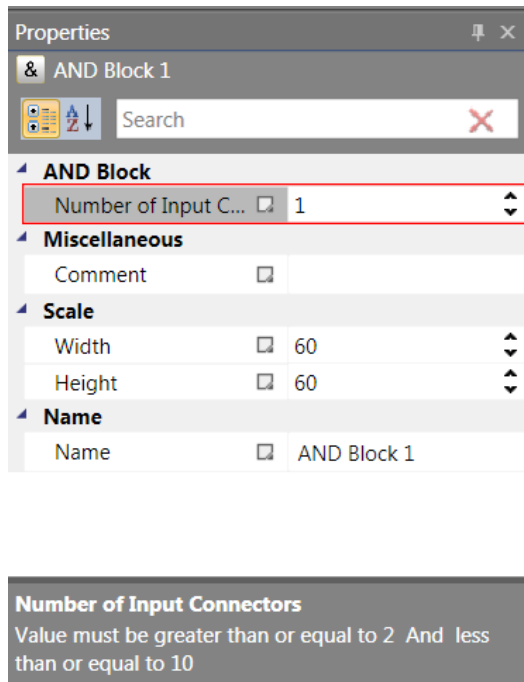 Properties
& AND Block 1
A Z Search
AND Block
Number of Input C... 1
Miscellaneous
Comment
Scale
Width 60
Height 60
Name
Name AND Block 1
Number of Input Connectors
Value must be greater than or equal to 2 And less
than or equal to 10